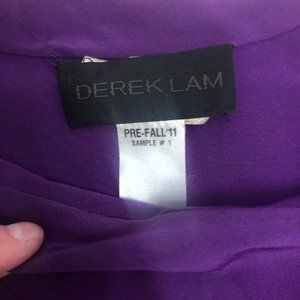 DEREK LAM
PRE-FALL'11
SAMPLE # 1